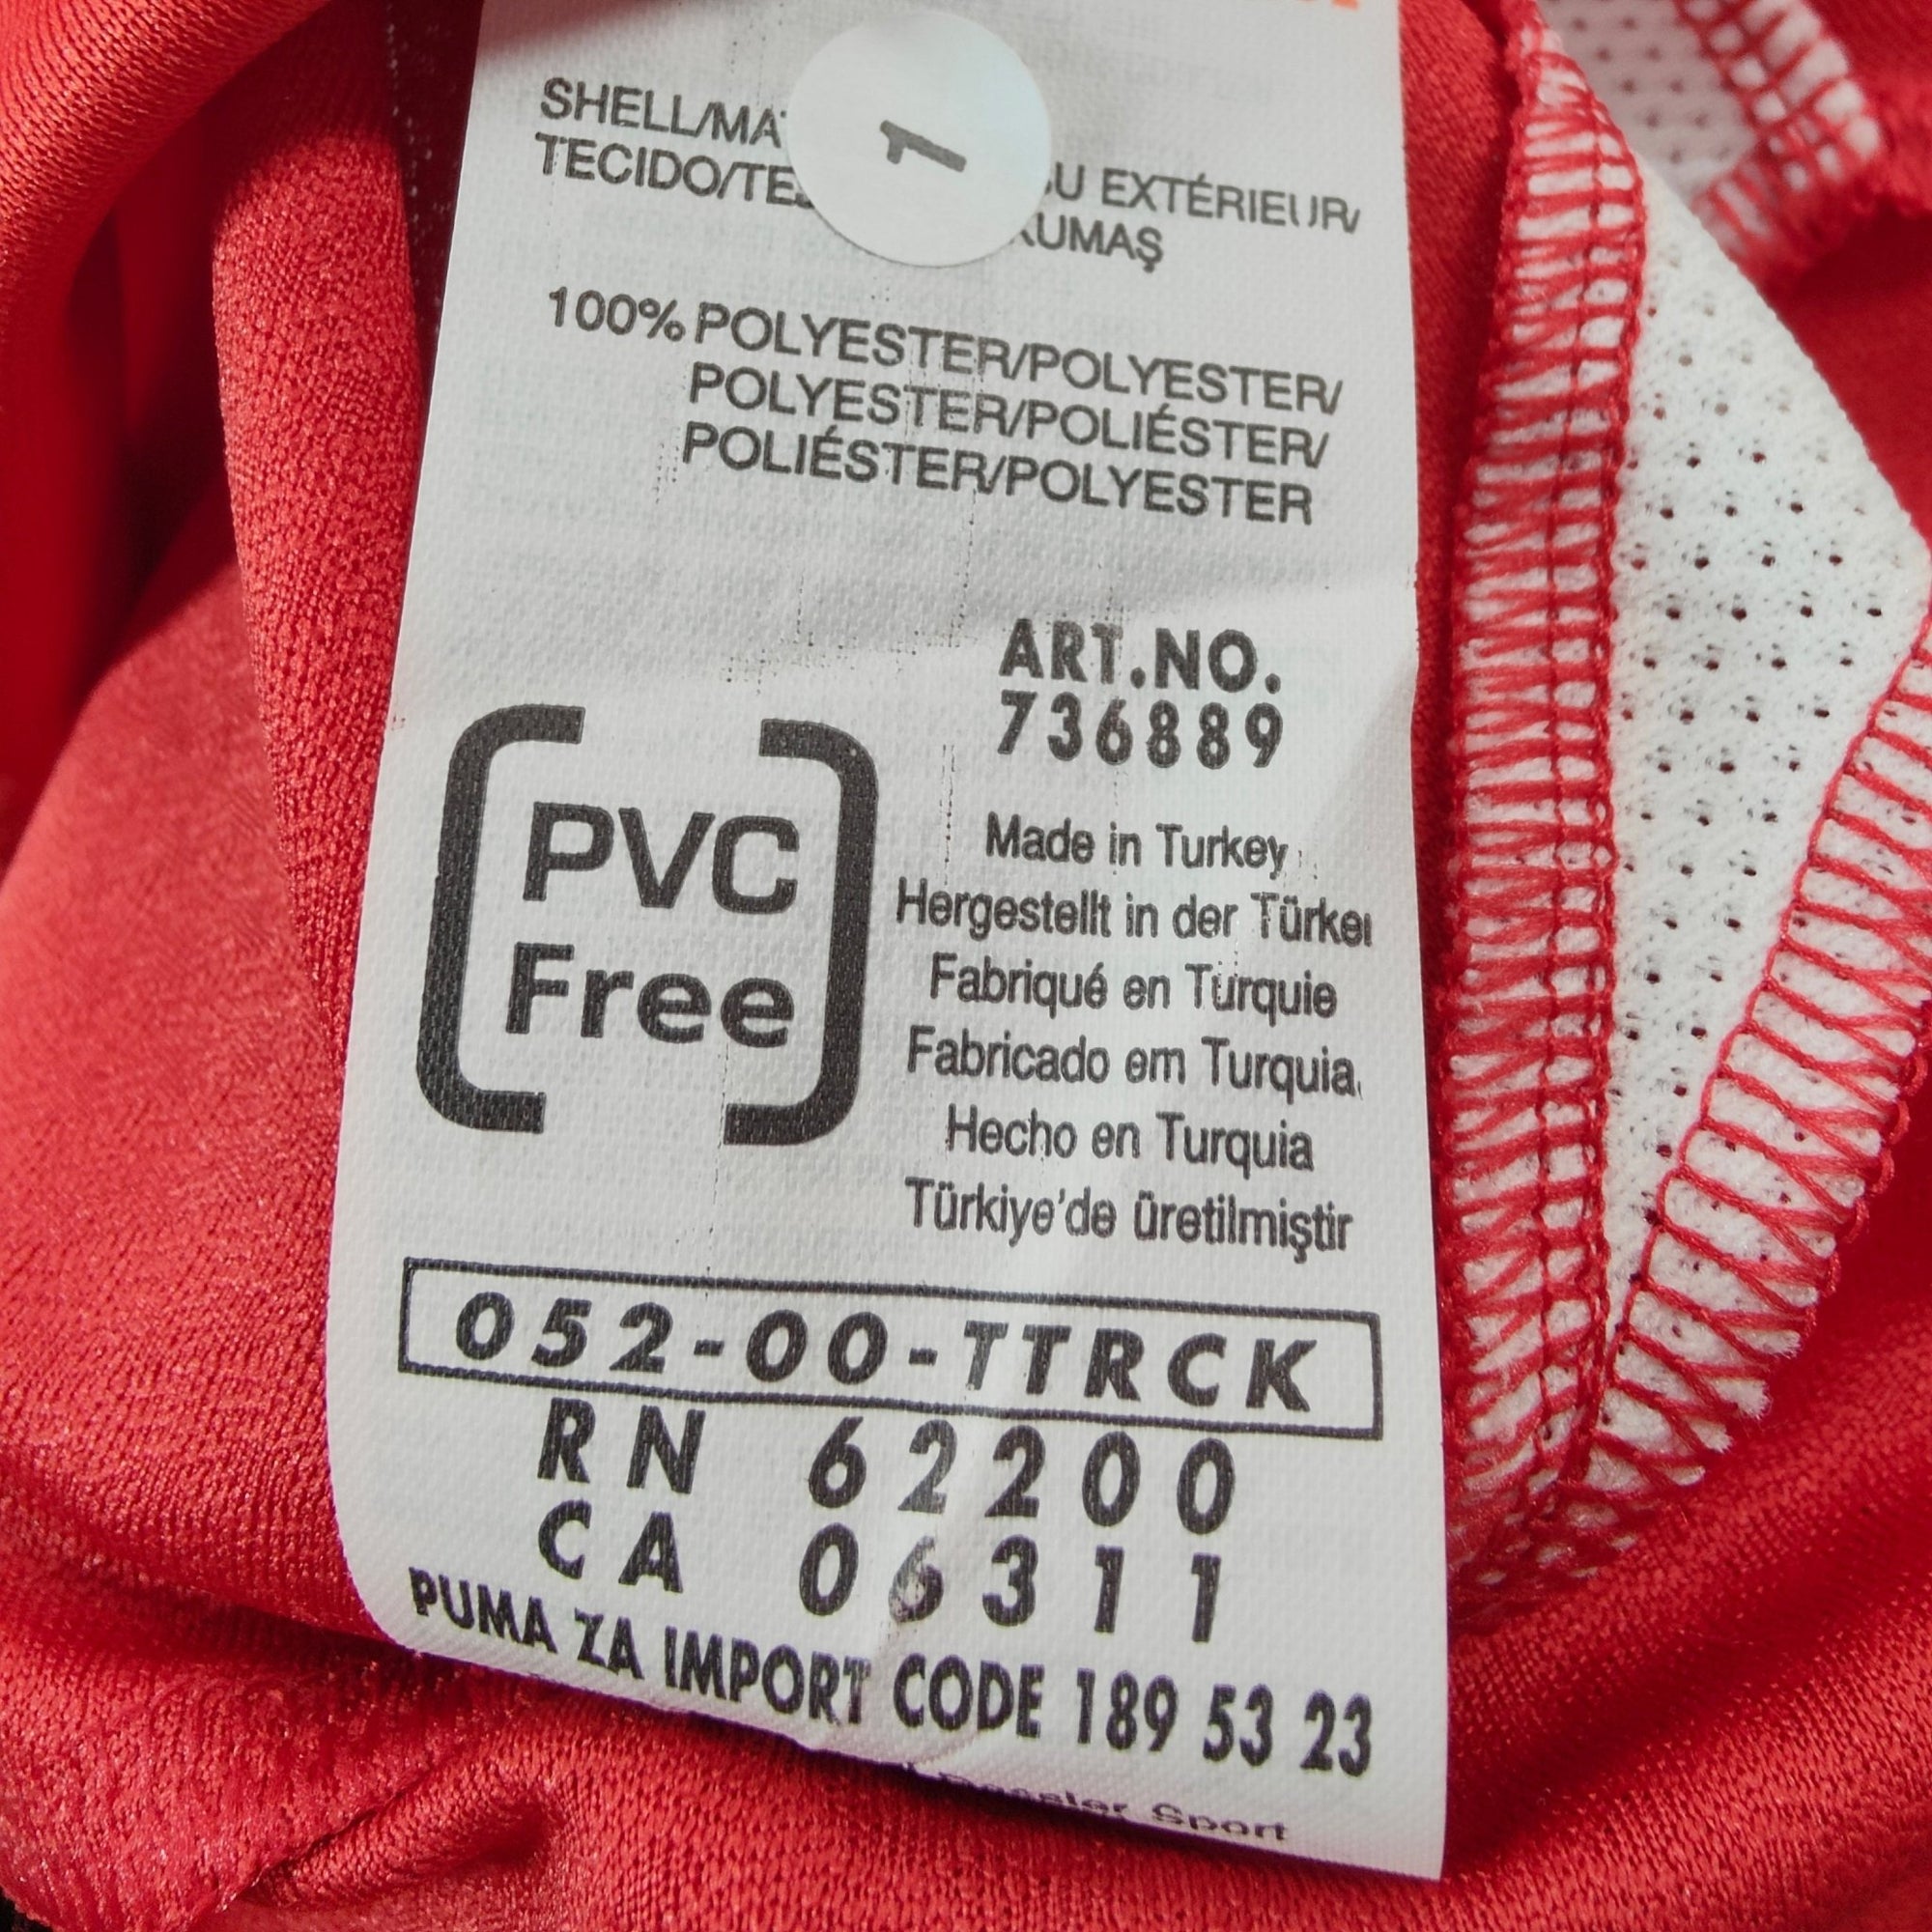 SHELL/MA
1
TECIDO/TE
EXTÉRIEUR/
100% POLYESTER/POLYESTER/
POLYESTER/POLIÉSTER/
POLIÉSTER/POLYESTER
ART.NO.
736889
PVC
Free
Made in Turkey
Hergestellt in der Türkei
Fabriqué en Turquie
Fabricado em Turquia
Hecho en Turquia
Türkiye'de üretilmiştir
052-00-TTRCK
RN 62200
CA 06311
PUMA ZA IMPORT CODE 189 53 23
Sport